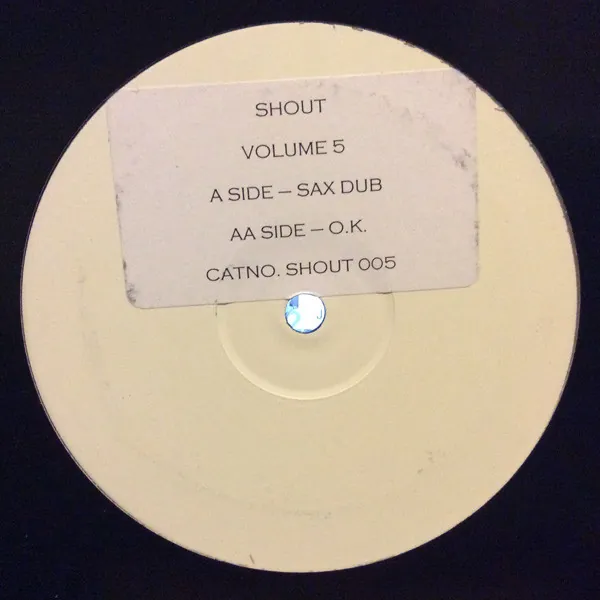 SHOUT
VOLUME 5
A SIDE – SAX DUB
AA SIDE – O.K.
CATNO. SHOUT 005